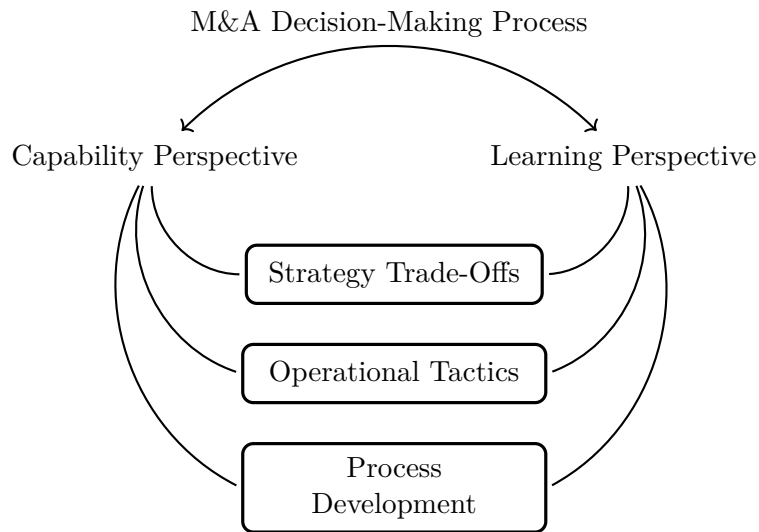 M&A Decision-Making Process
Capability Perspective
Learning Perspective
Strategy Trade-Offs
Operational Tactics
Process
Development